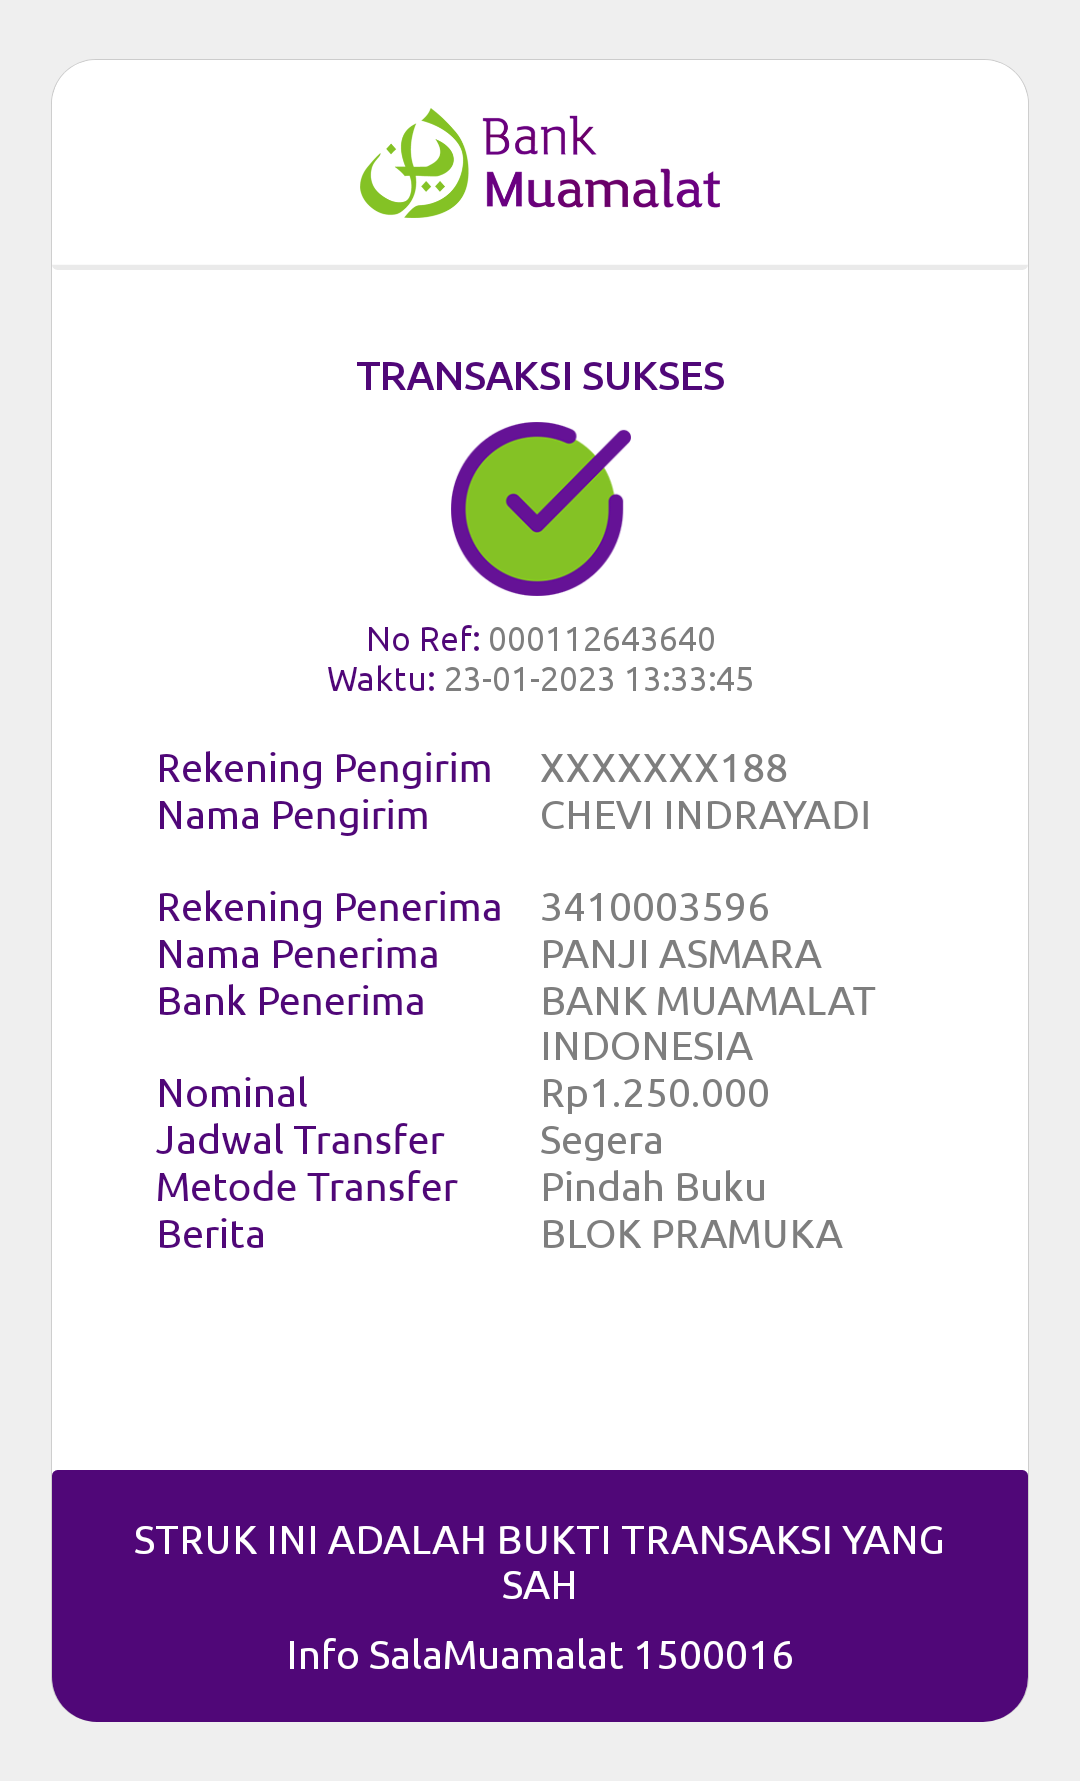 Bank
Muamalat
TRANSAKSI SUKSES
No Ref: 000112643640
Waktu: 23-01-2023 13:33:45
Rekening Pengirim XXXXXXX188
Nama Pengirim CHEVI INDRAYADI
Rekening Penerima 3410003596
Nama Penerima PANJI ASMARA
Bank Penerima BANK MUAMALAT
INDONESIA
Nominal Rp1.250.000
Jadwal Transfer Segera
Metode Transfer Pindah Buku
Berita BLOK PRAMUKA
STRUK INI ADALAH BUKTI TRANSAKSI YANG
SAH
Info SalaMuamalat 1500016